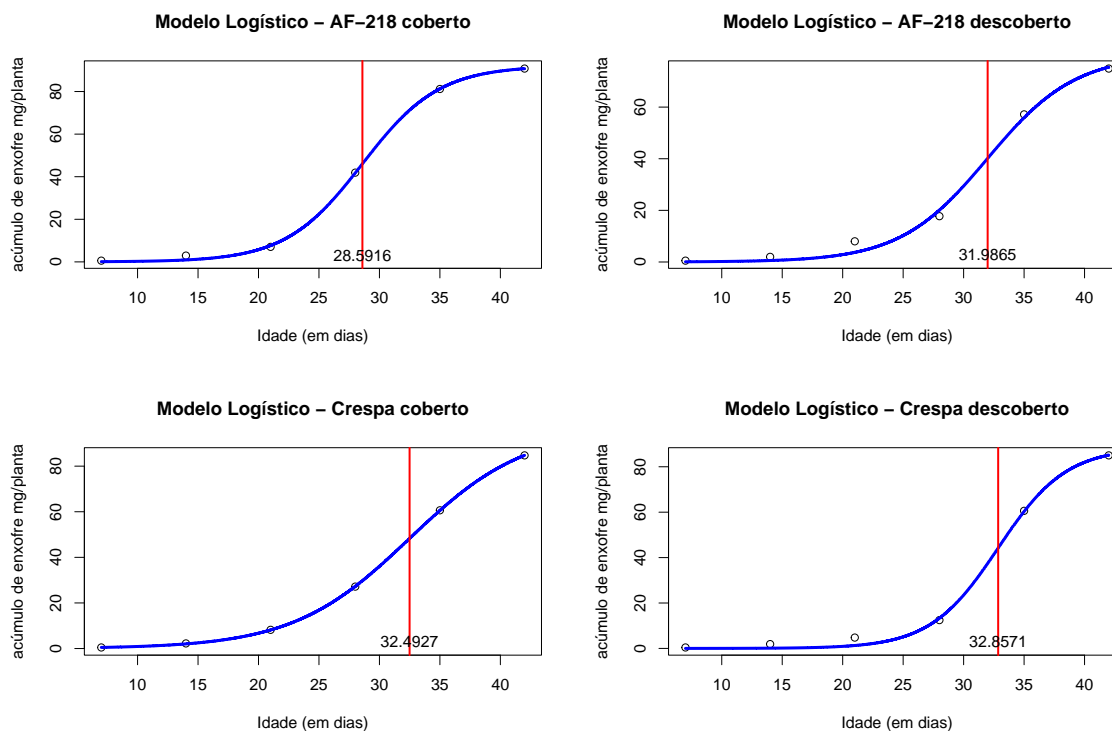 Modelo Logístico – AF–218 coberto
acúmulo de enxofre mg/planta
0 20 40 60 80
28.5916
10 15 20 25 30 35 40
Idade (em dias)
Modelo Logístico – AF–218 descoberto
acúmulo de enxofre mg/planta
0 20 40 60
31.9865
10 15 20 25 30 35 40
Idade (em dias)
Modelo Logístico – Crespa coberto
acúmulo de enxofre mg/planta
0 20 40 60 80
32.4927
10 15 20 25 30 35 40
Idade (em dias)
Modelo Logístico – Crespa descoberto
acúmulo de enxofre mg/planta
0 20 40 60 80
32.8571
10 15 20 25 30 35 40
Idade (em dias)